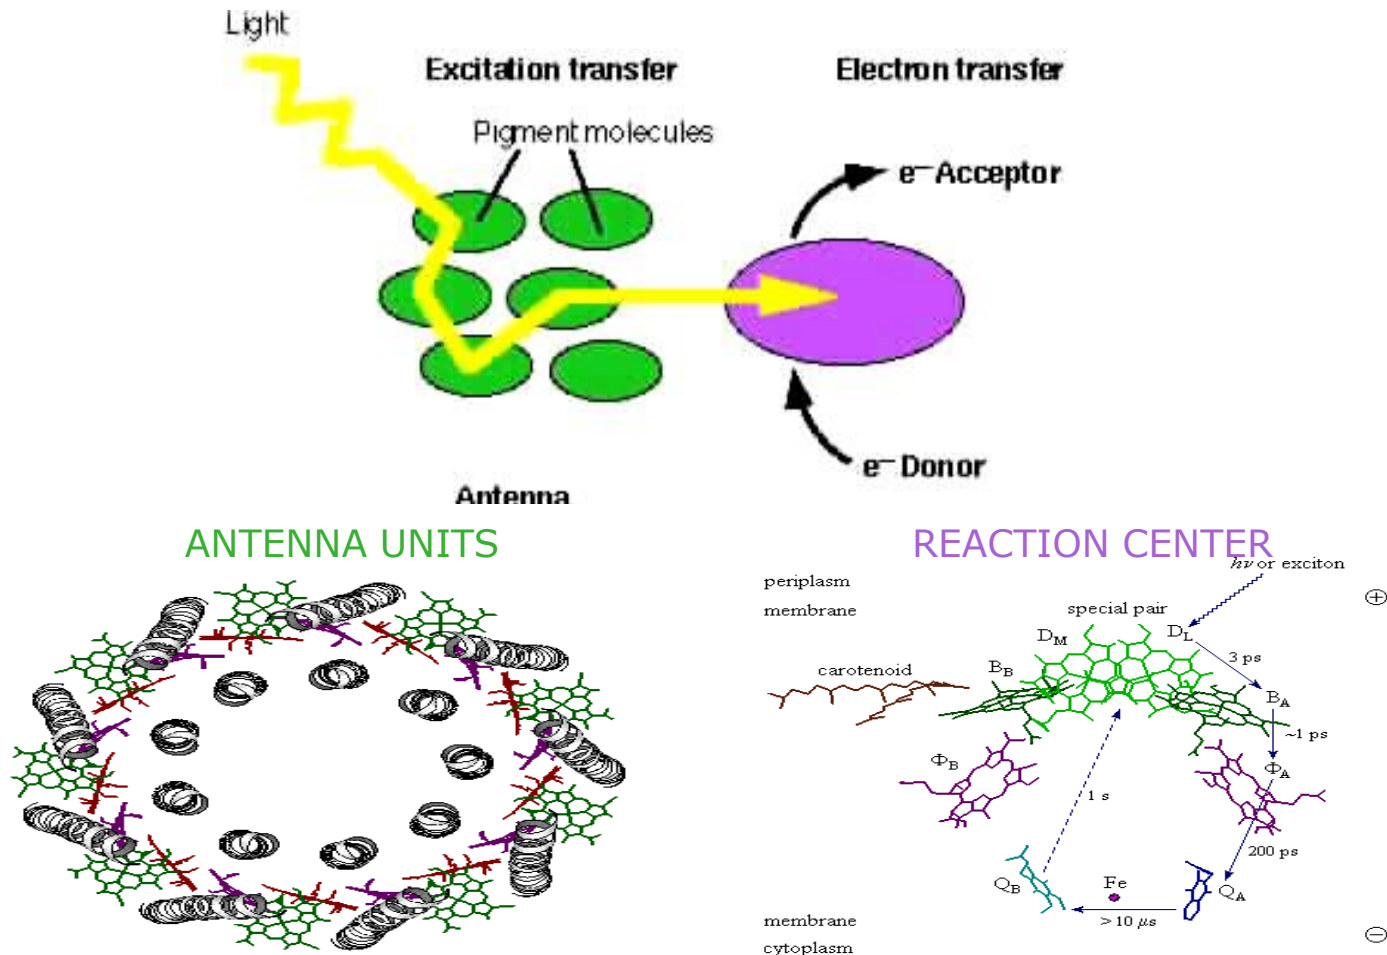 Light
Excitation transfer
Electron transfer
Pigment molecules
e– Acceptor
e– Donor
Antenna
ANTENNA UNITS
REACTION CENTER
hν or exciton
periplasm
membrane
special pair
+
D_M
D_L
3 ps
carotenoid
B_B
B_A
~1 ps
Φ_B
Φ_A
1 s
200 ps
Q_B
Fe
Q_A
> 10 μs
membrane
cytoplasm
−